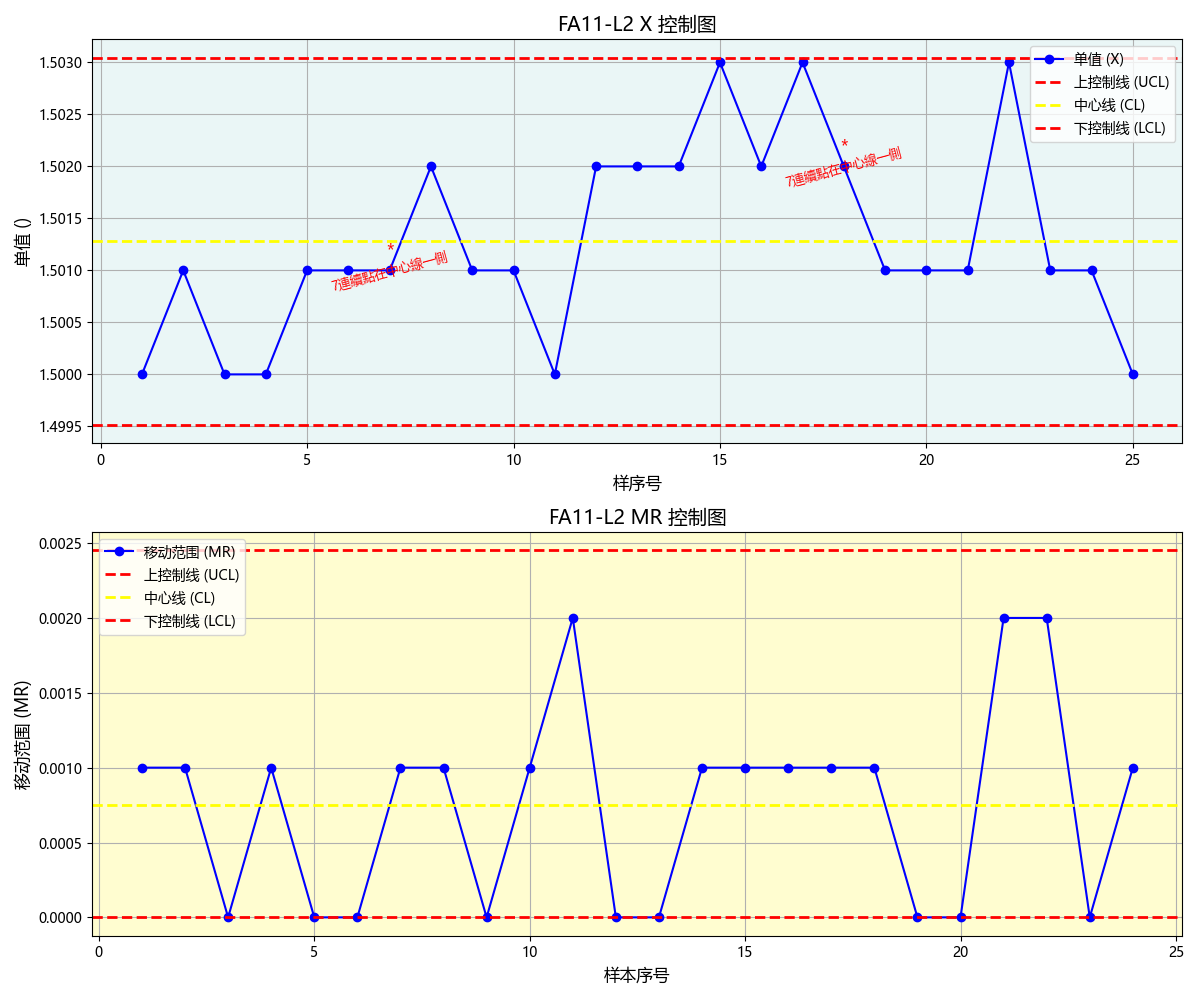 FA11-L2 X 控制图
单值 ()
1.5030
1.5025
1.5020
1.5015
1.5010
1.5005
1.5000
1.4995
单值 (X)
上控制线 (UCL)
中心线 (CL)
下控制线 (LCL)
*
7連續點在中心線一側
*
7連續點在中心線一側
0 5 10 15 20 25
样序号
FA11-L2 MR 控制图
移动范围 (MR)
0.0025
0.0020
0.0015
0.0010
0.0005
0.0000
移动范围 (MR)
上控制线 (UCL)
中心线 (CL)
下控制线 (LCL)
0 5 10 15 20 25
样本序号